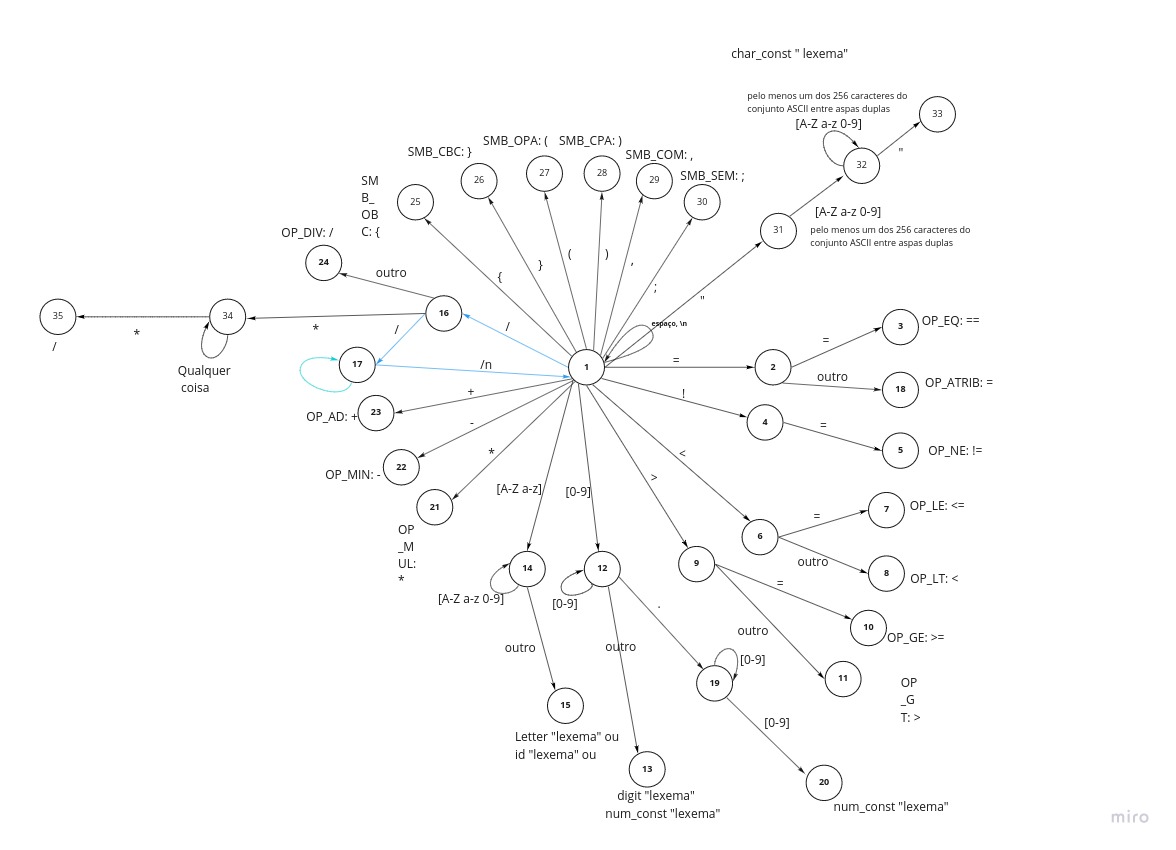 char_const " lexema"
pelo menos um dos 256 caracteres do
conjunto ASCII entre aspas duplas
[A-Z a-z 0-9]
33
"
32
SMB_OPA: (
SMB_CPA: )
SMB_CBC: }
SMB_COM: ,
SMB_SEM: ;
SM
B_
OB
C: {
25
26
27
28
29
30
[A-Z a-z 0-9]
31
pelo menos um dos 256 caracteres do
conjunto ASCII entre aspas duplas
OP_DIV: /
24
outro
{
}
(
)
,
;
"
35
*
/
34
*
Qualquer
coisa
16
/
/
17
/n
espaço, \n
1
=
2
=
3
OP_EQ: ==
outro
18
OP_ATRIB: =
!
4
=
5
OP_NE: !=
+
OP_AD: +
23
-
OP_MIN: -
22
*
21
OP
_M
UL:
*
[A-Z a-z]
[0-9]
>
<
6
=
7
OP_LE: <=
outro
8
OP_LT: <
14
[A-Z a-z 0-9]
12
[0-9]
9
=
10
OP_GE: >=
outro
11
OP
_G
T: >
outro
outro
.
19
[0-9]
15
Letter "lexema" ou
id "lexema" ou
13
digit "lexema"
num_const "lexema"
[0-9]
20
num_const "lexema"
miro